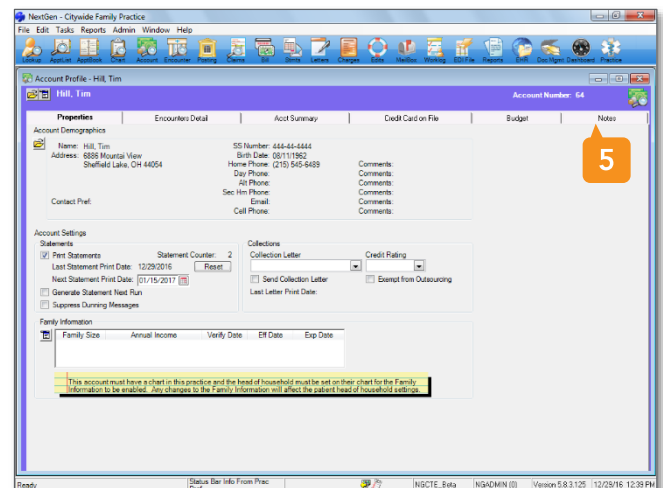 NextGen - Citywide Family Practice
File Edit Tasks Reports Admin Window Help
Lookup ApptList ApptBook Chart Account Encounter Posting Claims Bill Stmts Letters Charges Edits MailBox Worklog EDI File Reports EHR Doc Mgmt Dashboard Practice
Account Profile - Hill, Tim
Hill, Tim Account Number: 64
Properties Encounters Detail Acct Summary Credit Card on File Budget Notes
5
Account Demographics
Name: Hill, Tim SS Number: 444-44-4444
Address: 6886 Mountai View Birth Date: 08/11/1962
Sheffield Lake, OH 44054 Home Phone: (215) 545-6489 Comments:
Day Phone: Comments:
Alt Phone: Comments:
Sec Hm Phone: Comments:
Contact Pref: Email: Comments:
Cell Phone: Comments:
Account Settings
Statements Collections
Print Statements Statement Counter: 2 Collection Letter Credit Rating
Last Statement Print Date: 12/29/2016 Reset
Next Statement Print Date: 01/15/2017 Send Collection Letter Exempt from Outsourcing
Generate Statement Next Run Last Letter Print Date:
Suppress Dunning Messages
Family Information
Family Size Annual Income Verify Date Eff Date Exp Date
This account must have a chart in this practice and the head of household must be set on their chart for the Family
Information to be enabled. Any changes to the Family Information will affect the patient head of household settings.
Ready Status Bar Info From Prac NGCTE_Beta NGADMIN (0) Version 5.8.3.125 12/29/16 12:39 PM